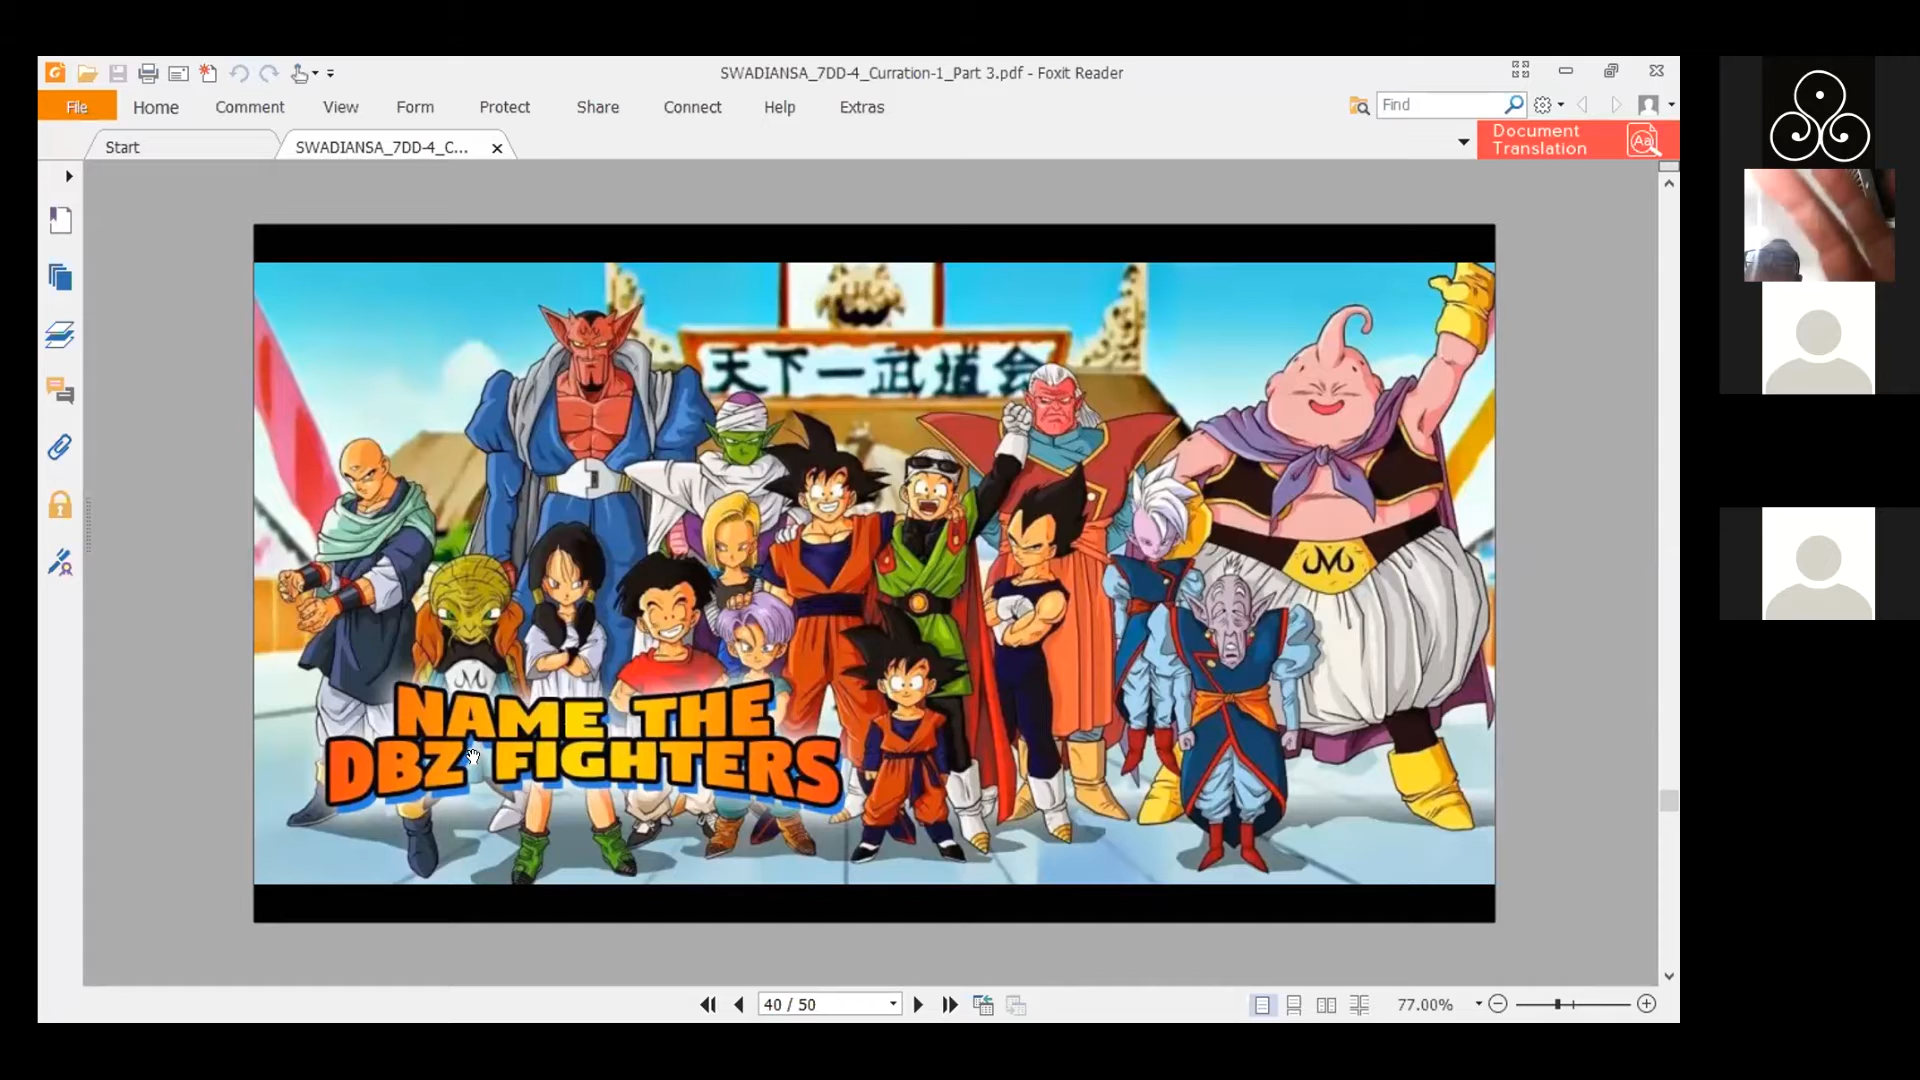 SWADIANSA_7DD-4_Curration-1_Part 3.pdf - Foxit Reader
File Home Comment View Form Protect Share Connect Help Extras
Find
Start
SWADIANSA_7DD-4_C...
Document
Translation
天下一武道会
M
M
NAME THE
DBZ FIGHTERS
40 / 50
77.00%